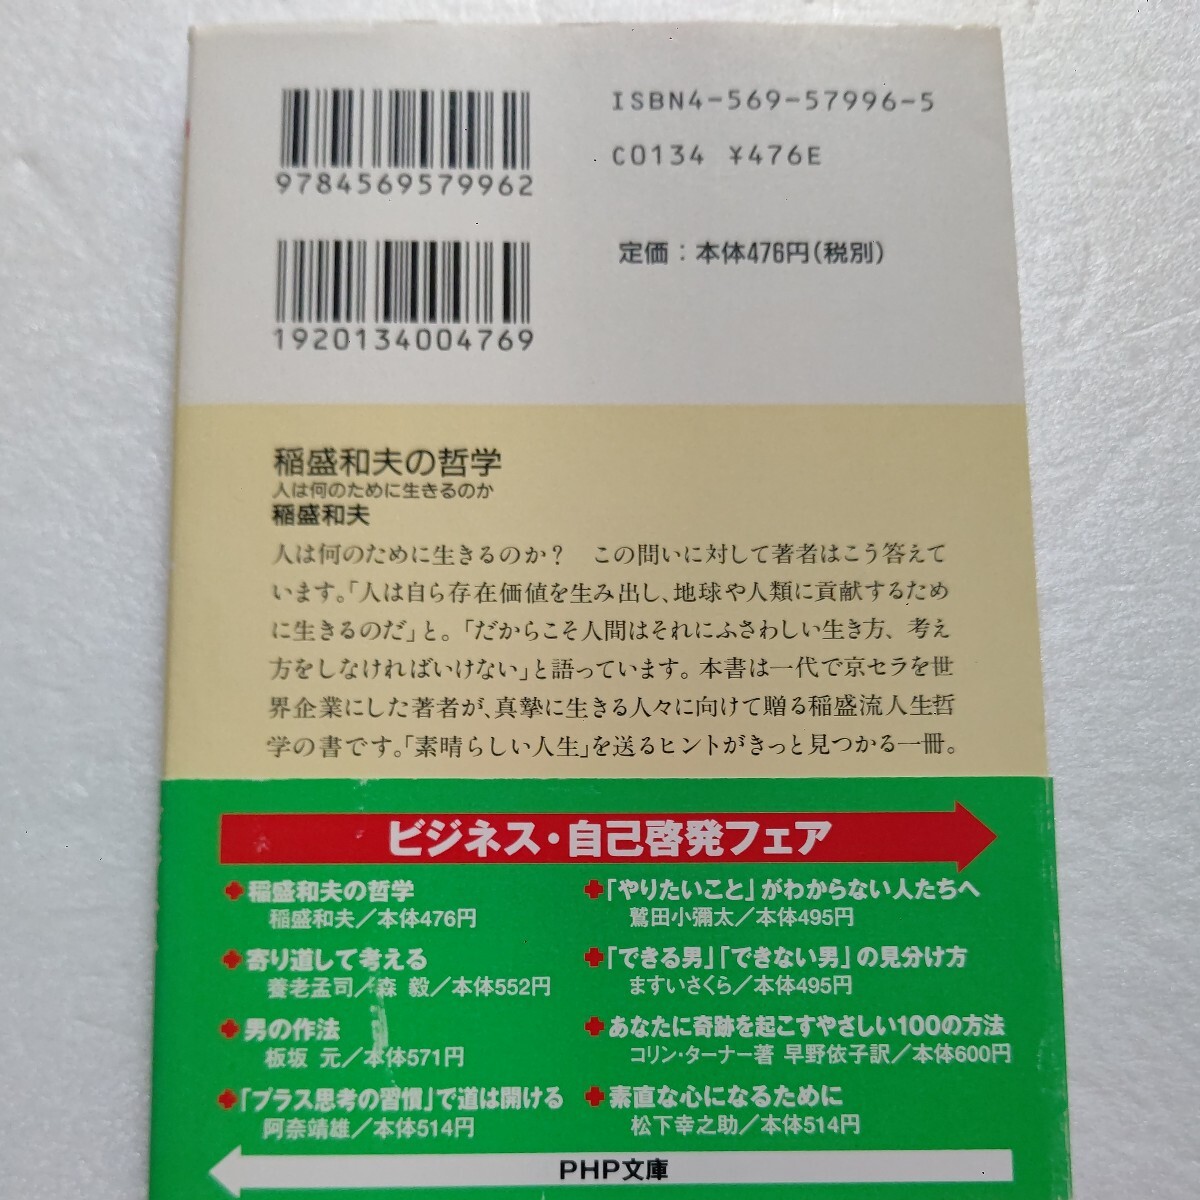 ISBN4-569-57996-5
C0134 ¥476E
9784569579962
定価：本体476円(税別)
1920134004769
稲盛和夫の哲学
人は何のために生きるのか
稲盛和夫
人は何のために生きるのか？　この問いに対して著者はこう答えて
います。「人は自ら存在価値を生み出し、地球や人類に貢献するため
に生きるのだ」と。「だからこそ人間はそれにふさわしい生き方、考え
方をしなければいけない」と語っています。本書は一代で京セラを世
界企業にした著者が、真摯に生きる人々に向けて贈る稲盛流人生哲
学の書です。「素晴らしい人生」を送るヒントがきっと見つかる一冊。
ビジネス・自己啓発フェア
稲盛和夫の哲学
稲盛和夫／本体476円
寄り道して考える
養老孟司／森 毅／本体552円
男の作法
板坂 元／本体571円
「プラス思考の習慣」で道は開ける
阿奈靖雄／本体514円
「やりたいこと」がわからない人たちへ
鷲田小彌太／本体495円
「できる男」「できない男」の見分け方
ますいさくら／本体495円
あなたに奇跡を起こすやさしい100の方法
コリン・ターナー著 早野依子訳／本体600円
素直な心になるために
松下幸之助／本体514円
PHP文庫